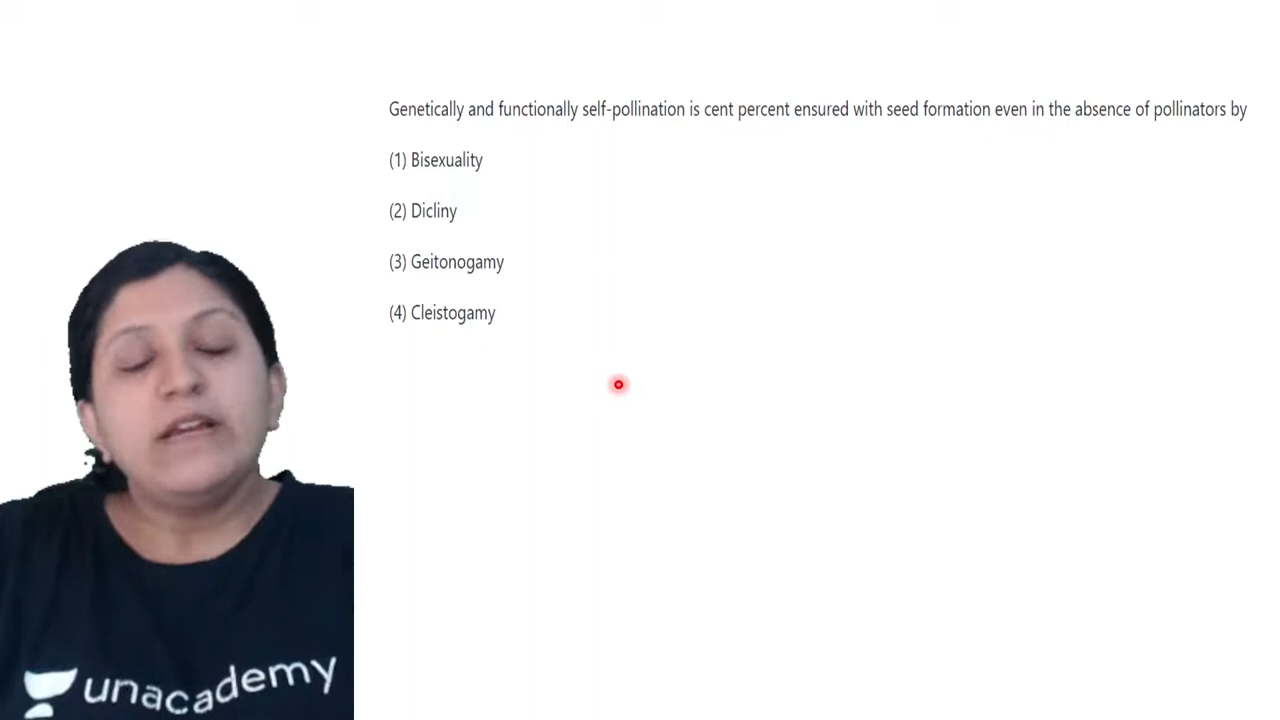 Genetically and functionally self-pollination is cent percent ensured with seed formation even in the absence of pollinators by
(1) Bisexuality
(2) Dicliny
(3) Geitonogamy
(4) Cleistogamy
unacademy